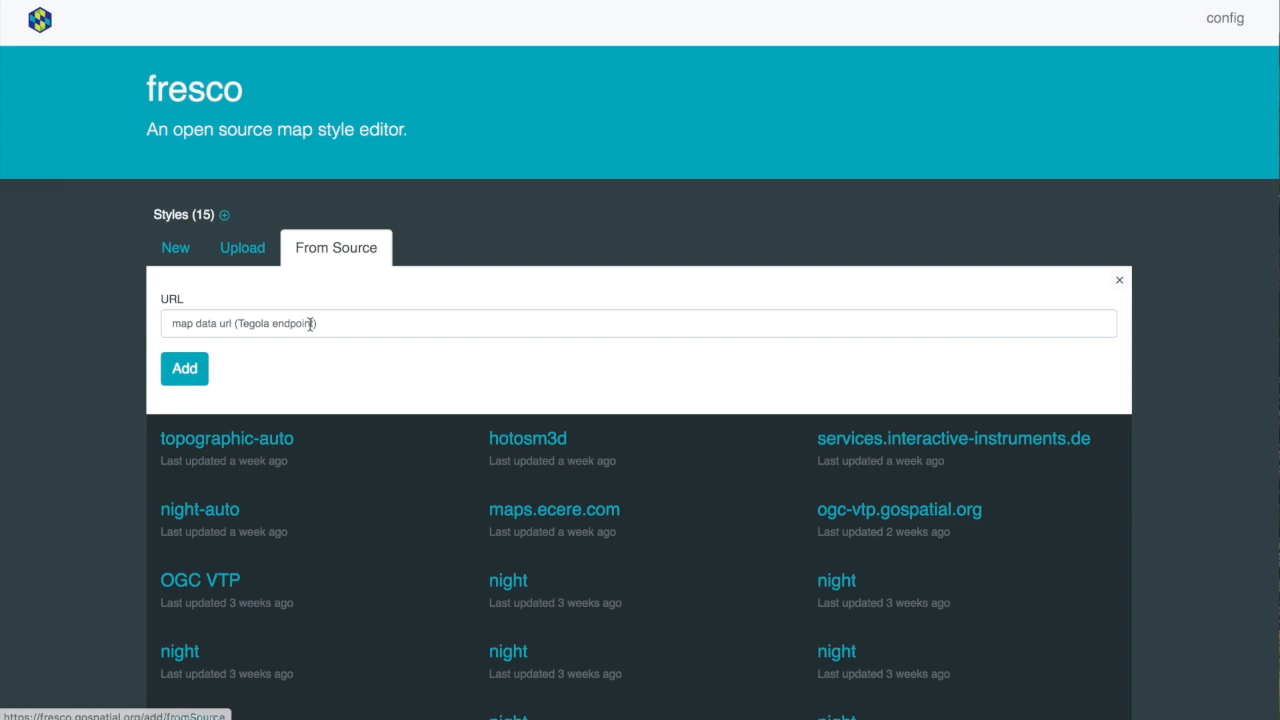 config
fresco
An open source map style editor.
Styles (15)
New Upload From Source
×
URL
map data url (Tegola endpoint)
Add
topographic-auto hotosm3d services.interactive-instruments.de
Last updated a week ago Last updated a week ago Last updated a week ago
night-auto maps.ecere.com ogc-vtp.gospatial.org
Last updated a week ago Last updated a week ago Last updated 2 weeks ago
OGC VTP night night
Last updated 3 weeks ago Last updated 3 weeks ago Last updated 3 weeks ago
night night night
Last updated 3 weeks ago Last updated 3 weeks ago Last updated 3 weeks ago
night night
https://fresco.gospatial.org/add/fromSource